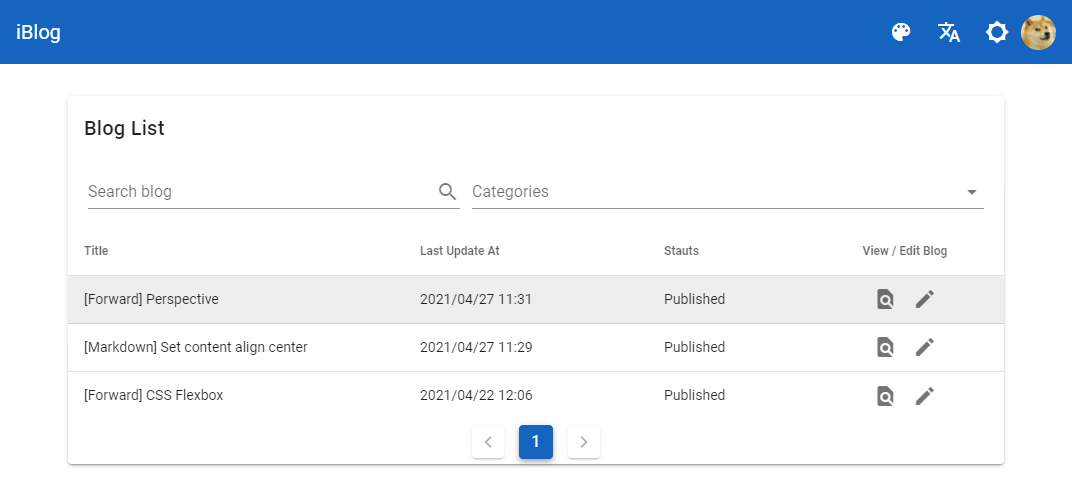 iBlog
Blog List
Search blog Categories
Title Last Update At Stauts View / Edit Blog
[Forward] Perspective 2021/04/27 11:31 Published
[Markdown] Set content align center 2021/04/27 11:29 Published
[Forward] CSS Flexbox 2021/04/22 12:06 Published
1